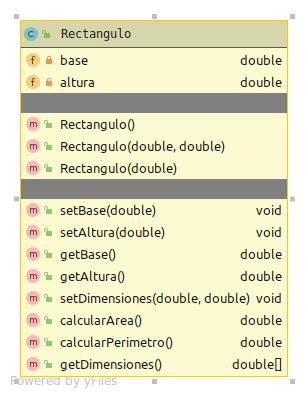 C Rectangulo
f base double
f altura double
m Rectangulo()
m Rectangulo(double, double)
m Rectangulo(double)
m setBase(double) void
m setAltura(double) void
m getBase() double
m getAltura() double
m setDimensiones(double, double) void
m calcularArea() double
m calcularPerimetro() double
m getDimensiones() double[]
Powered by yFiles